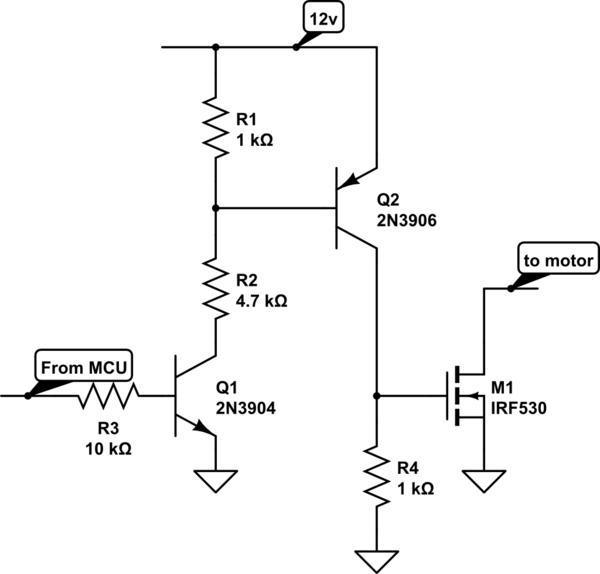 12v
R1
1 kΩ
Q2
2N3906
to motor
R2
4.7 kΩ
From MCU
Q1
2N3904
M1
IRF530
R3
10 kΩ
R4
1 kΩ